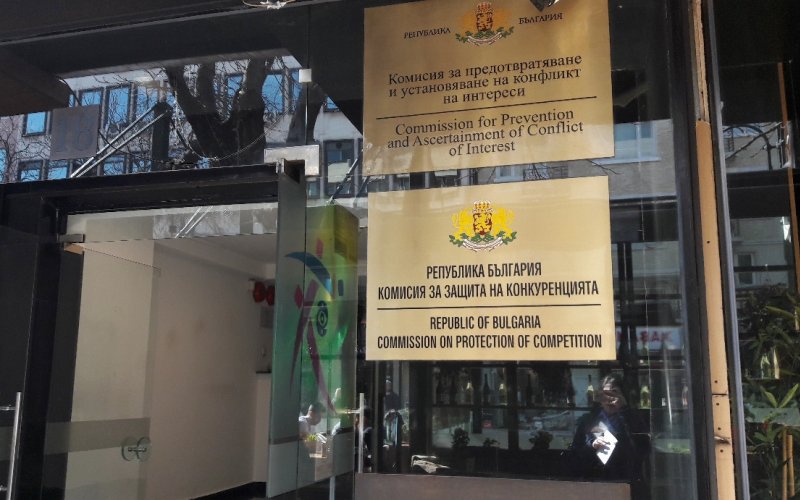 РЕПУБЛИКА БЪЛГАРИЯ
Комисия за предотвратяване
и установяване на конфликт
на интереси
Commission for Prevention
and Ascertainment of Conflict
of Interest
18
РЕПУБЛИКА БЪЛГАРИЯ
КОМИСИЯ ЗА ЗАЩИТА НА КОНКУРЕНЦИЯТА
REPUBLIC OF BULGARIA
COMMISSION ON PROTECTION OF COMPETITION